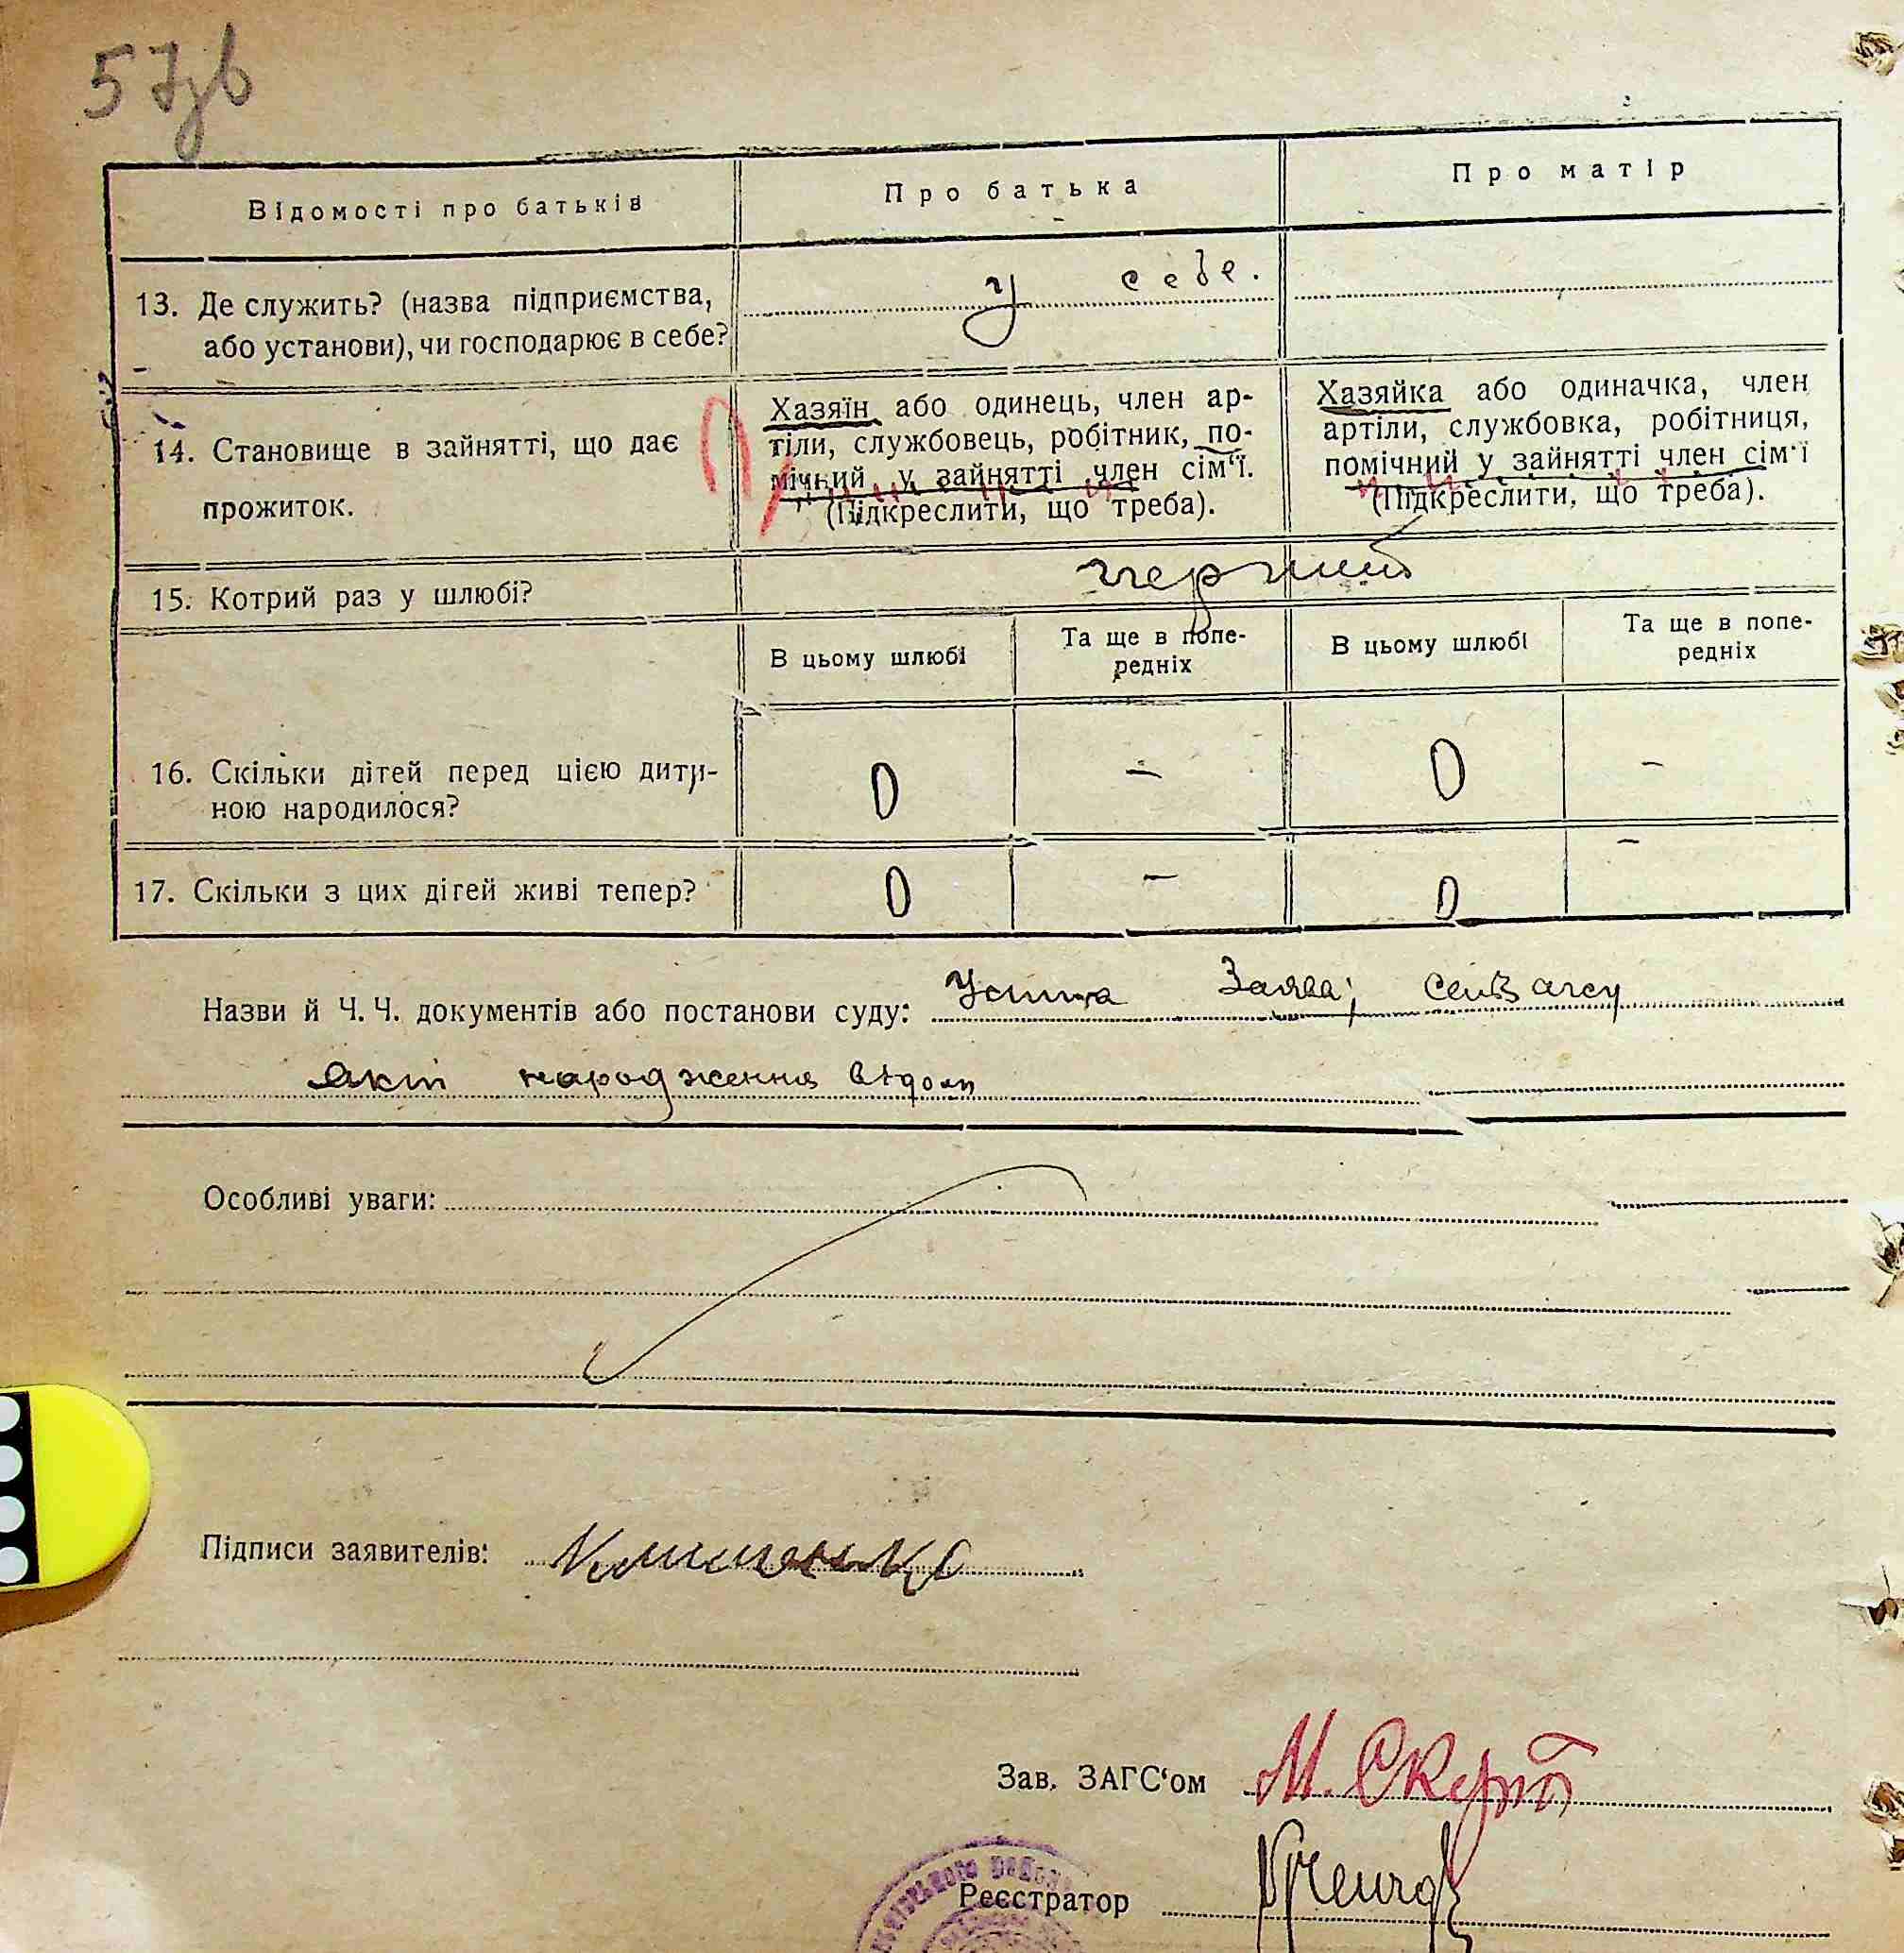 57зв
Відомості про батьків
Про батька
Про матір
13. Де служить? (назва підприємства,
або установи), чи господарює в себе?
у себе.
14. Становище в зайнятті, що дає
прожиток.
Хазяїн або одинець, член ар-
тіли, службовець, робітник, по-
мічний у зайнятті член сім'ї.
(Підкреслити, що треба).
Хазяйка або одиначка, член
артіли, службовка, робітниця,
помічний у зайнятті член сім'ї
(Підкреслити, що треба).
15. Котрий раз у шлюбі?
перший
В цьому шлюбі
Та ще в попе-
редніх
В цьому шлюбі
Та ще в попе-
редніх
16. Скільки дітей перед цією дити-
ною народилося?
0 – 0 –
17. Скільки з цих дітей живі тепер?
0 – 0 –
Назви й Ч. Ч. документів або постанови суду: Устна Заява;
акт народження
Особливі уваги:
Підписи заявителів:
Зав. ЗАГС'ом М.
Реєстратор